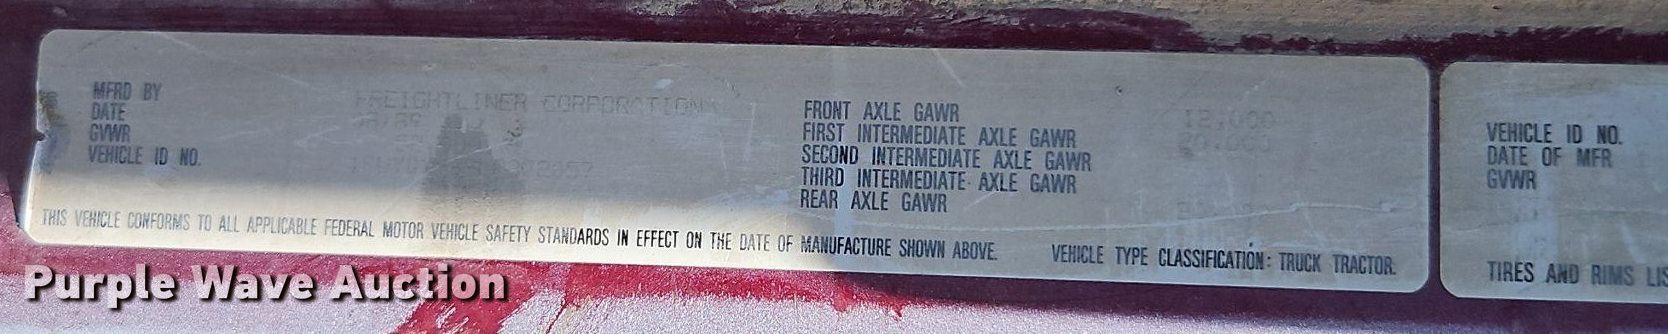 MFRD BY FREIGHTLINER CORPORATION
DATE
GVWR
VEHICLE ID NO.
FRONT AXLE GAWR 12,000
FIRST INTERMEDIATE AXLE GAWR 20,000
SECOND INTERMEDIATE AXLE GAWR
THIRD INTERMEDIATE AXLE GAWR
REAR AXLE GAWR
THIS VEHICLE CONFORMS TO ALL APPLICABLE FEDERAL MOTOR VEHICLE SAFETY STANDARDS IN EFFECT ON THE DATE OF MANUFACTURE SHOWN ABOVE. VEHICLE TYPE CLASSIFICATION: TRUCK TRACTOR.
VEHICLE ID NO.
DATE OF MFR
GVWR
TIRES AND RIMS LIS
Purple Wave Auction